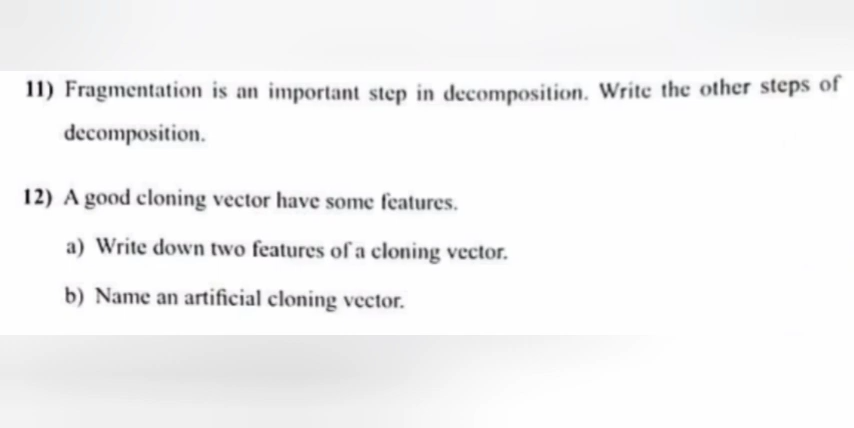 11) Fragmentation is an important step in decomposition. Write the other steps of
decomposition.
12) A good cloning vector have some features.
a) Write down two features of a cloning vector.
b) Name an artificial cloning vector.